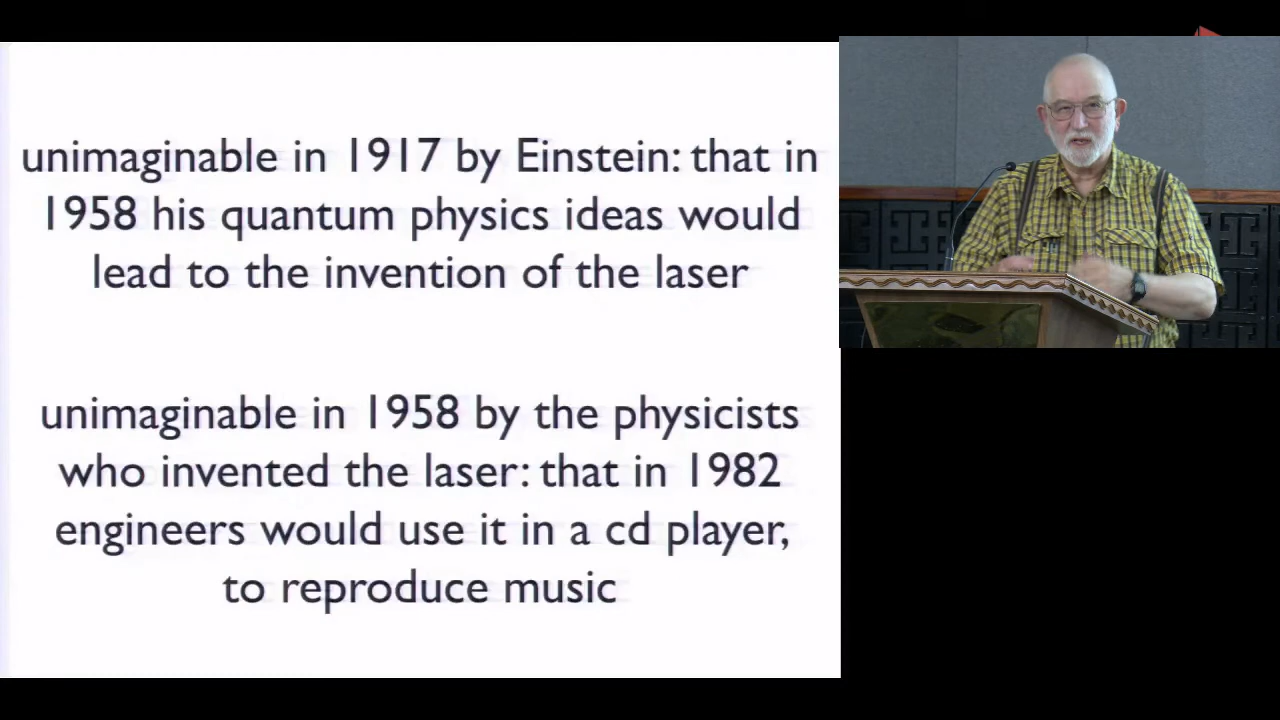 unimaginable in 1917 by Einstein: that in
1958 his quantum physics ideas would
lead to the invention of the laser
unimaginable in 1958 by the physicists
who invented the laser: that in 1982
engineers would use it in a cd player,
to reproduce music